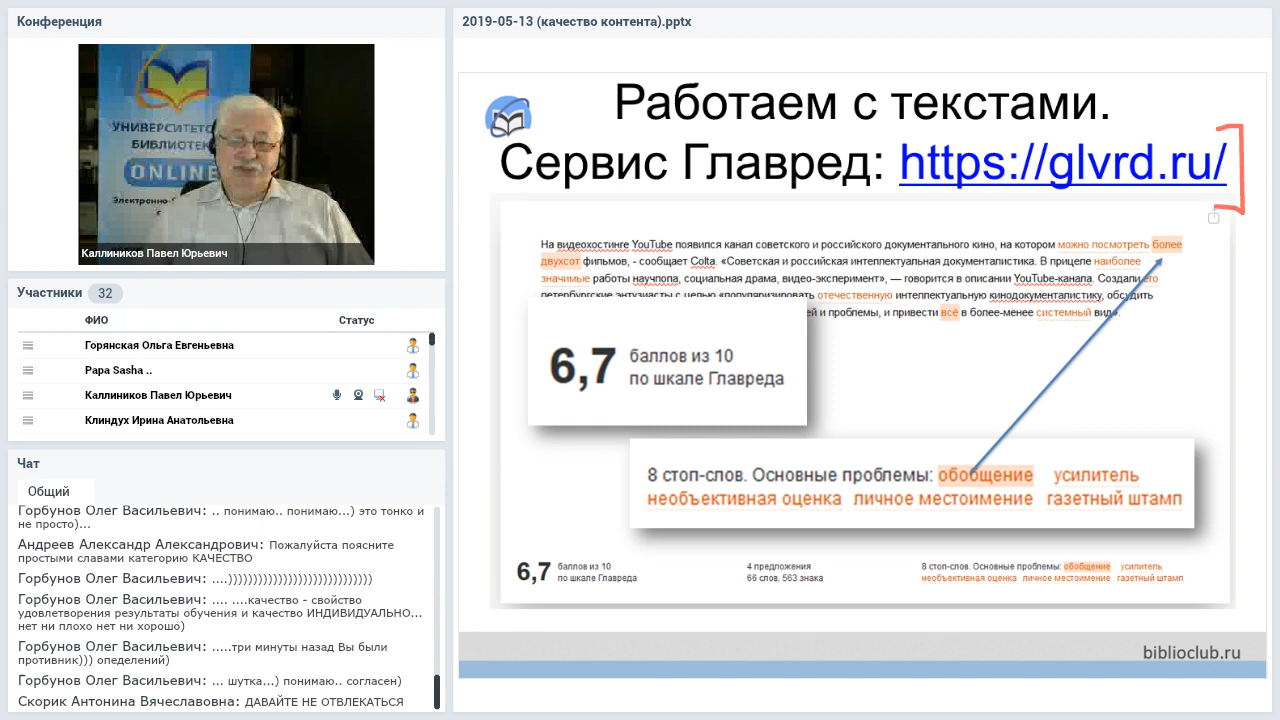 Конференция
УНИВЕРСИТЕТС
БИБЛИОТЕК
ONLINE
Каллиников Павел Юрьевич
Участники 32
ФИО Статус
Горянская Ольга Евгеньевна
Papa Sasha ..
Каллиников Павел Юрьевич
Клиндух Ирина Анатольевна
Чат
Общий
Горбунов Олег Васильевич: .. понимаю.. понимаю...) это тонко и
не просто)...
Андреев Александр Александрович: Пожалуйста поясните
простыми славами категорию КАЧЕСТВО
Горбунов Олег Васильевич: ....))))))))))))))))))))))))))))))
Горбунов Олег Васильевич: .... ....качество - свойство
удовлетворения результаты обучения и качество ИНДИВИДУАЛЬНО...
нет ни плохо нет ни хорошо)
Горбунов Олег Васильевич: .....три минуты назад Вы были
противник))) опеделений)
Горбунов Олег Васильевич: ... шутка...) понимаю.. согласен)
Скорик Антонина Вячеславовна: ДАВАЙТЕ НЕ ОТВЛЕКАТЬСЯ
2019-05-13 (качество контента).pptx
Работаем с текстами.
Сервис Главред: https://glvrd.ru/
На видеохостинге YouTube появился канал советского и российского документального кино, на котором можно посмотреть более
двухсот фильмов, - сообщает Colta. «Советская и российская интеллектуальная документалистика. В прицеле наиболее
значимые работы научпопа, социальная драма, видео-эксперимент», — говорится в описании YouTube-канала. Создали его
петербургские энтузиасты с целью «популяризировать отечественную интеллектуальную кинодокументалистику, обсудить
ей и проблемы, и привести всё в более-менее системный вид».
6,7 баллов из 10
по шкале Главреда
8 стоп-слов. Основные проблемы: обобщение усилитель
необъективная оценка личное местоимение газетный штамп
6,7 баллов из 10
по шкале Главреда
4 предложения
66 слов, 563 знака
8 стоп-слов. Основные проблемы: обобщение усилитель
необъективная оценка личное местоимение газетный штамп
biblioclub.ru